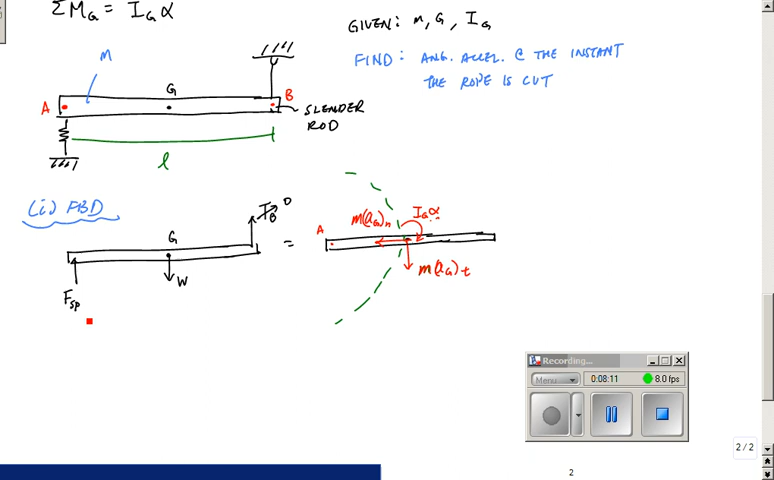 ΣM_G = I_G α
GIVEN: m, G, I_G
FIND: ANG. ACCEL. @ THE INSTANT
THE ROPE IS CUT
m
G
A
B
SLENDER
ROD
l
(i) FBD
T_B 0
G
W
F_sp
=
A
m(a_G)_n
I_G α
m(a_G)_t
Recording...
Menu
0:08:11
8.0 fps
2 / 2
2